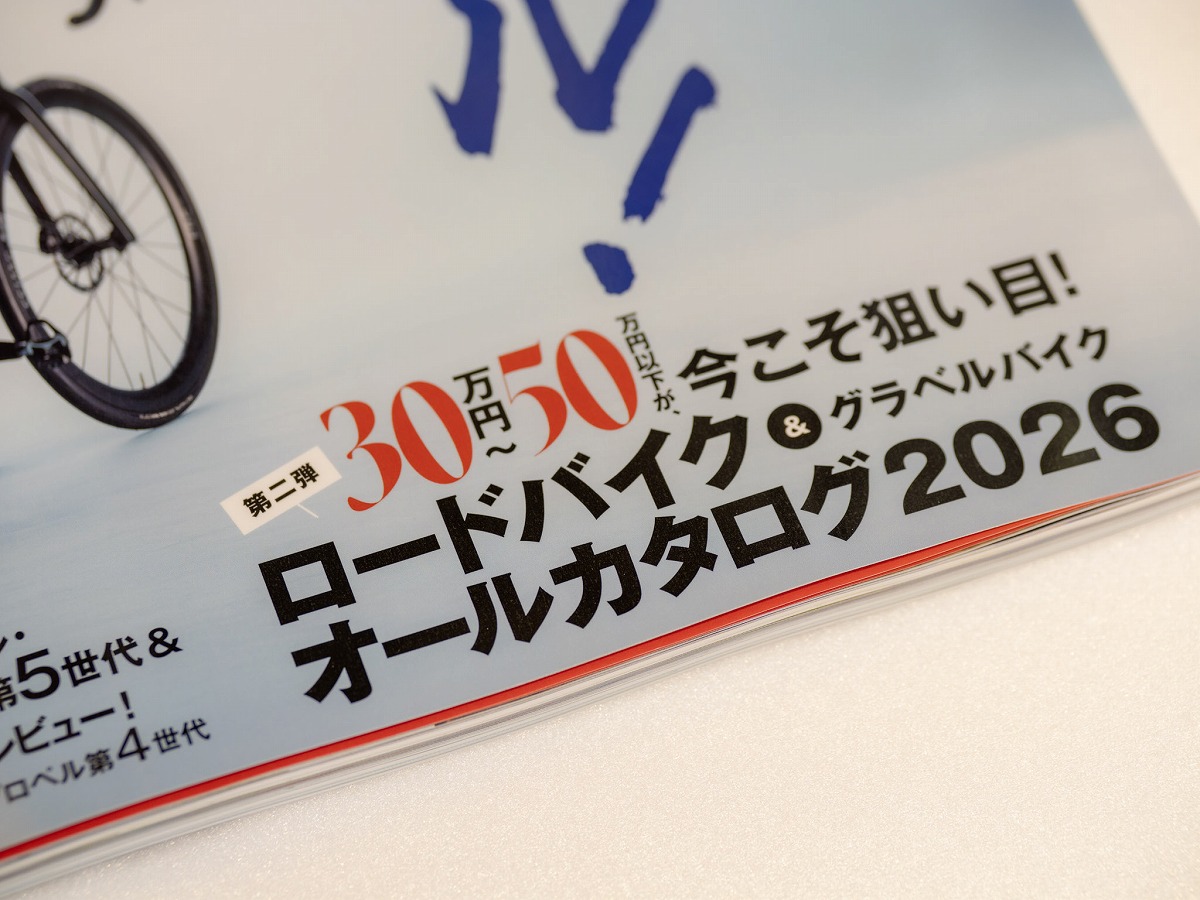 第二弾
30万円～50万円以下が、今こそ狙い目!
ロードバイク&グラベルバイク
オールカタログ2026
第5世代&
レビュー!
ロベル第4世代